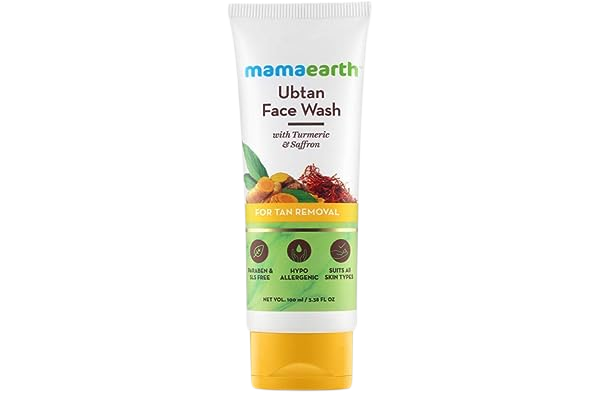 mamaearth™
Ubtan
Face Wash
with Turmeric
& Saffron
FOR TAN REMOVAL
PARABEN &
SLS FREE
HYPO
ALLERGENIC
SUITS All
SKIN TYPES
NET VOL. 100 ml / 3.38 FL OZ